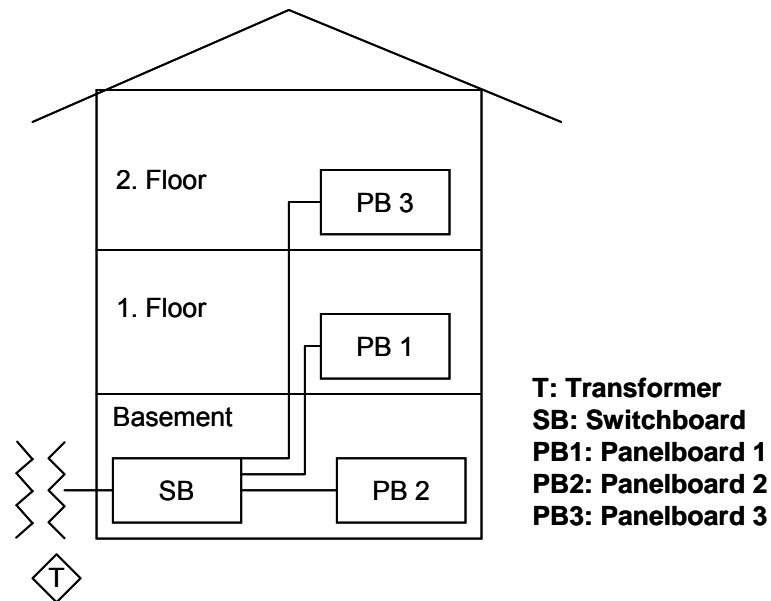 2. Floor
PB 3
1. Floor
PB 1
Basement
SB
PB 2
T
T: Transformer
SB: Switchboard
PB1: Panelboard 1
PB2: Panelboard 2
PB3: Panelboard 3